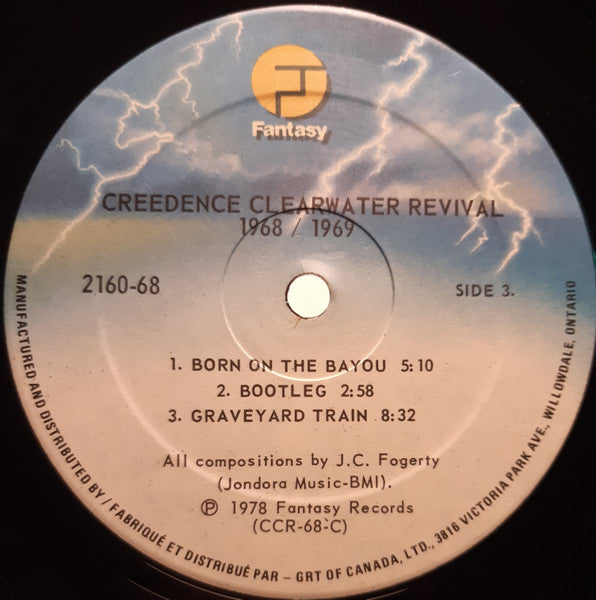 Fantasy
CREEDENCE CLEARWATER REVIVAL
1968 / 1969
2160-68
SIDE 3.
1. BORN ON THE BAYOU 5:10
2. BOOTLEG 2:58
3. GRAVEYARD TRAIN 8:32
All compositions by J.C. Fogerty
(Jondora Music-BMI).
℗ 1978 Fantasy Records
(CCR-68-C)
MANUFACTURED AND DISTRIBUTED BY / FABRIQUÉ ET DISTRIBUÉ PAR – GRT OF CANADA, LTD., 3816 VICTORIA PARK AVE., WILLOWDALE, ONTARIO